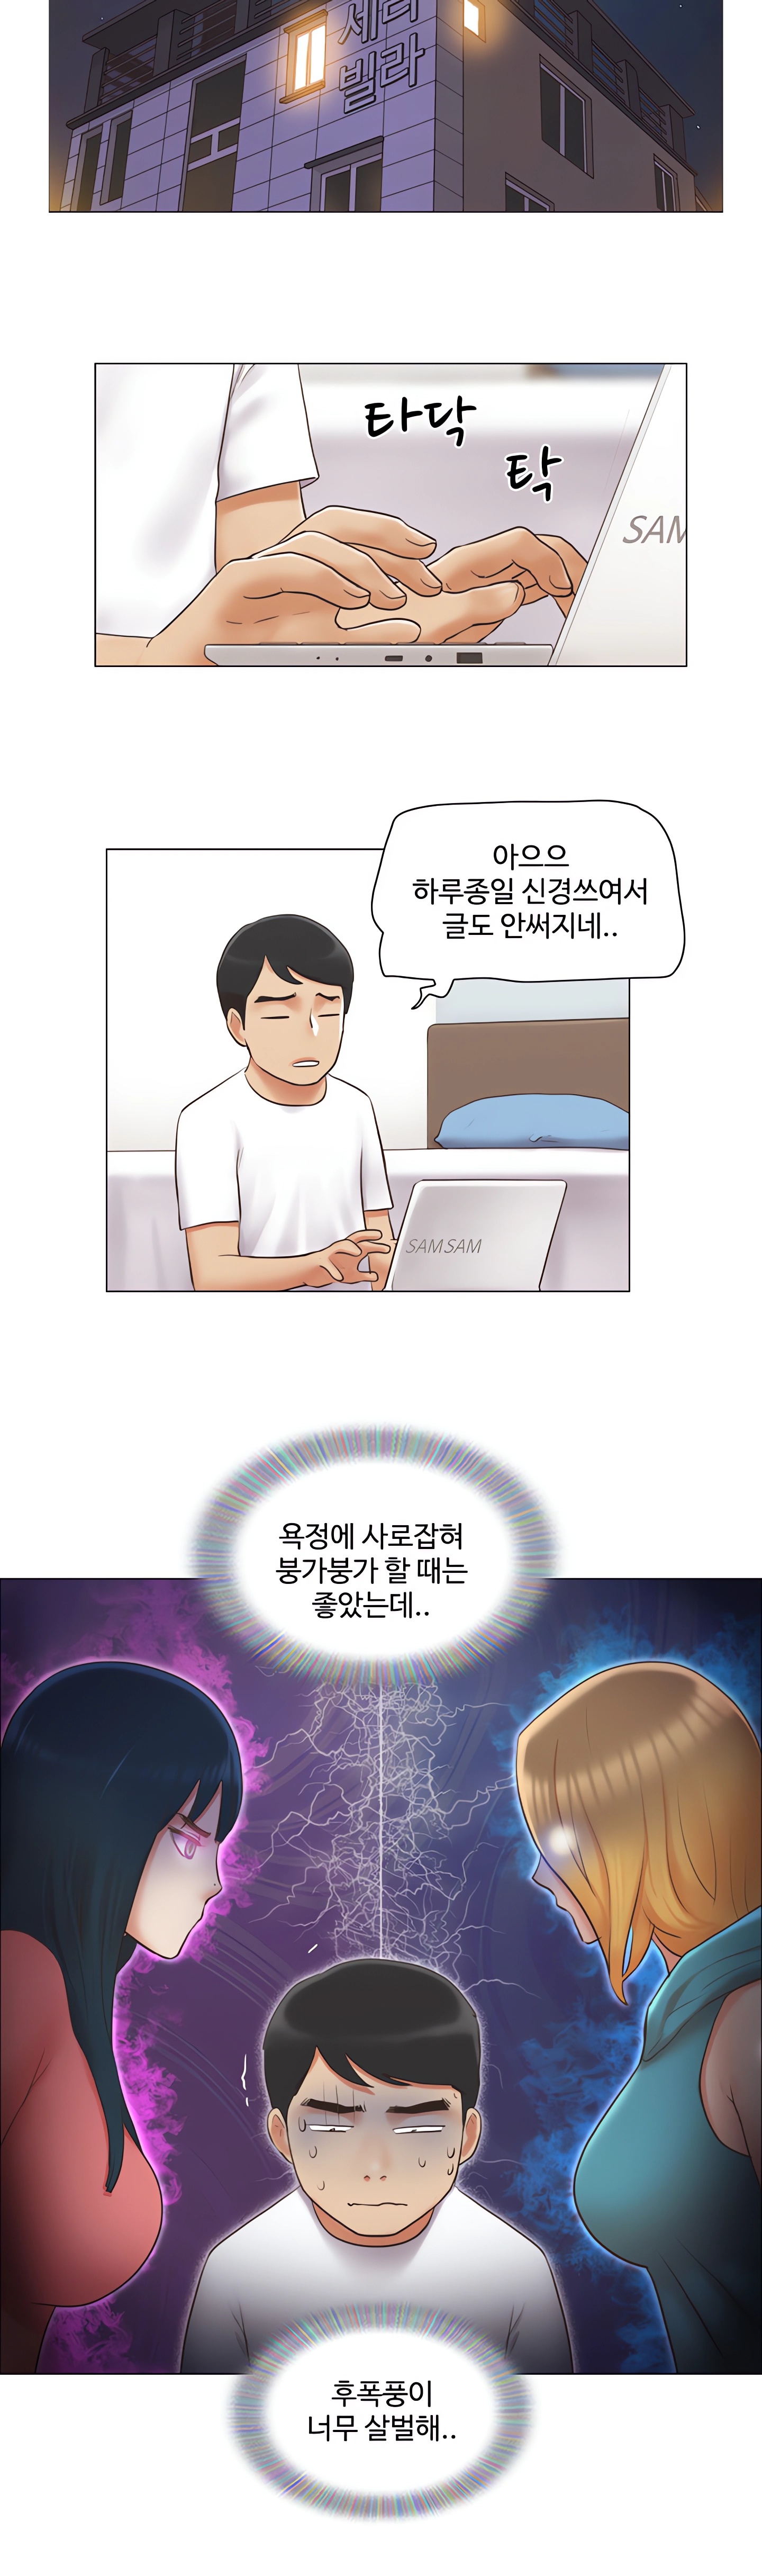 빌라
타닥
탁
SAM
아으으
하루종일 신경쓰여서
글도 안써지네..
SAMSAM
욕정에 사로잡혀
붕가붕가 할 때는
좋았는데..
후폭풍이
너무 살벌해..